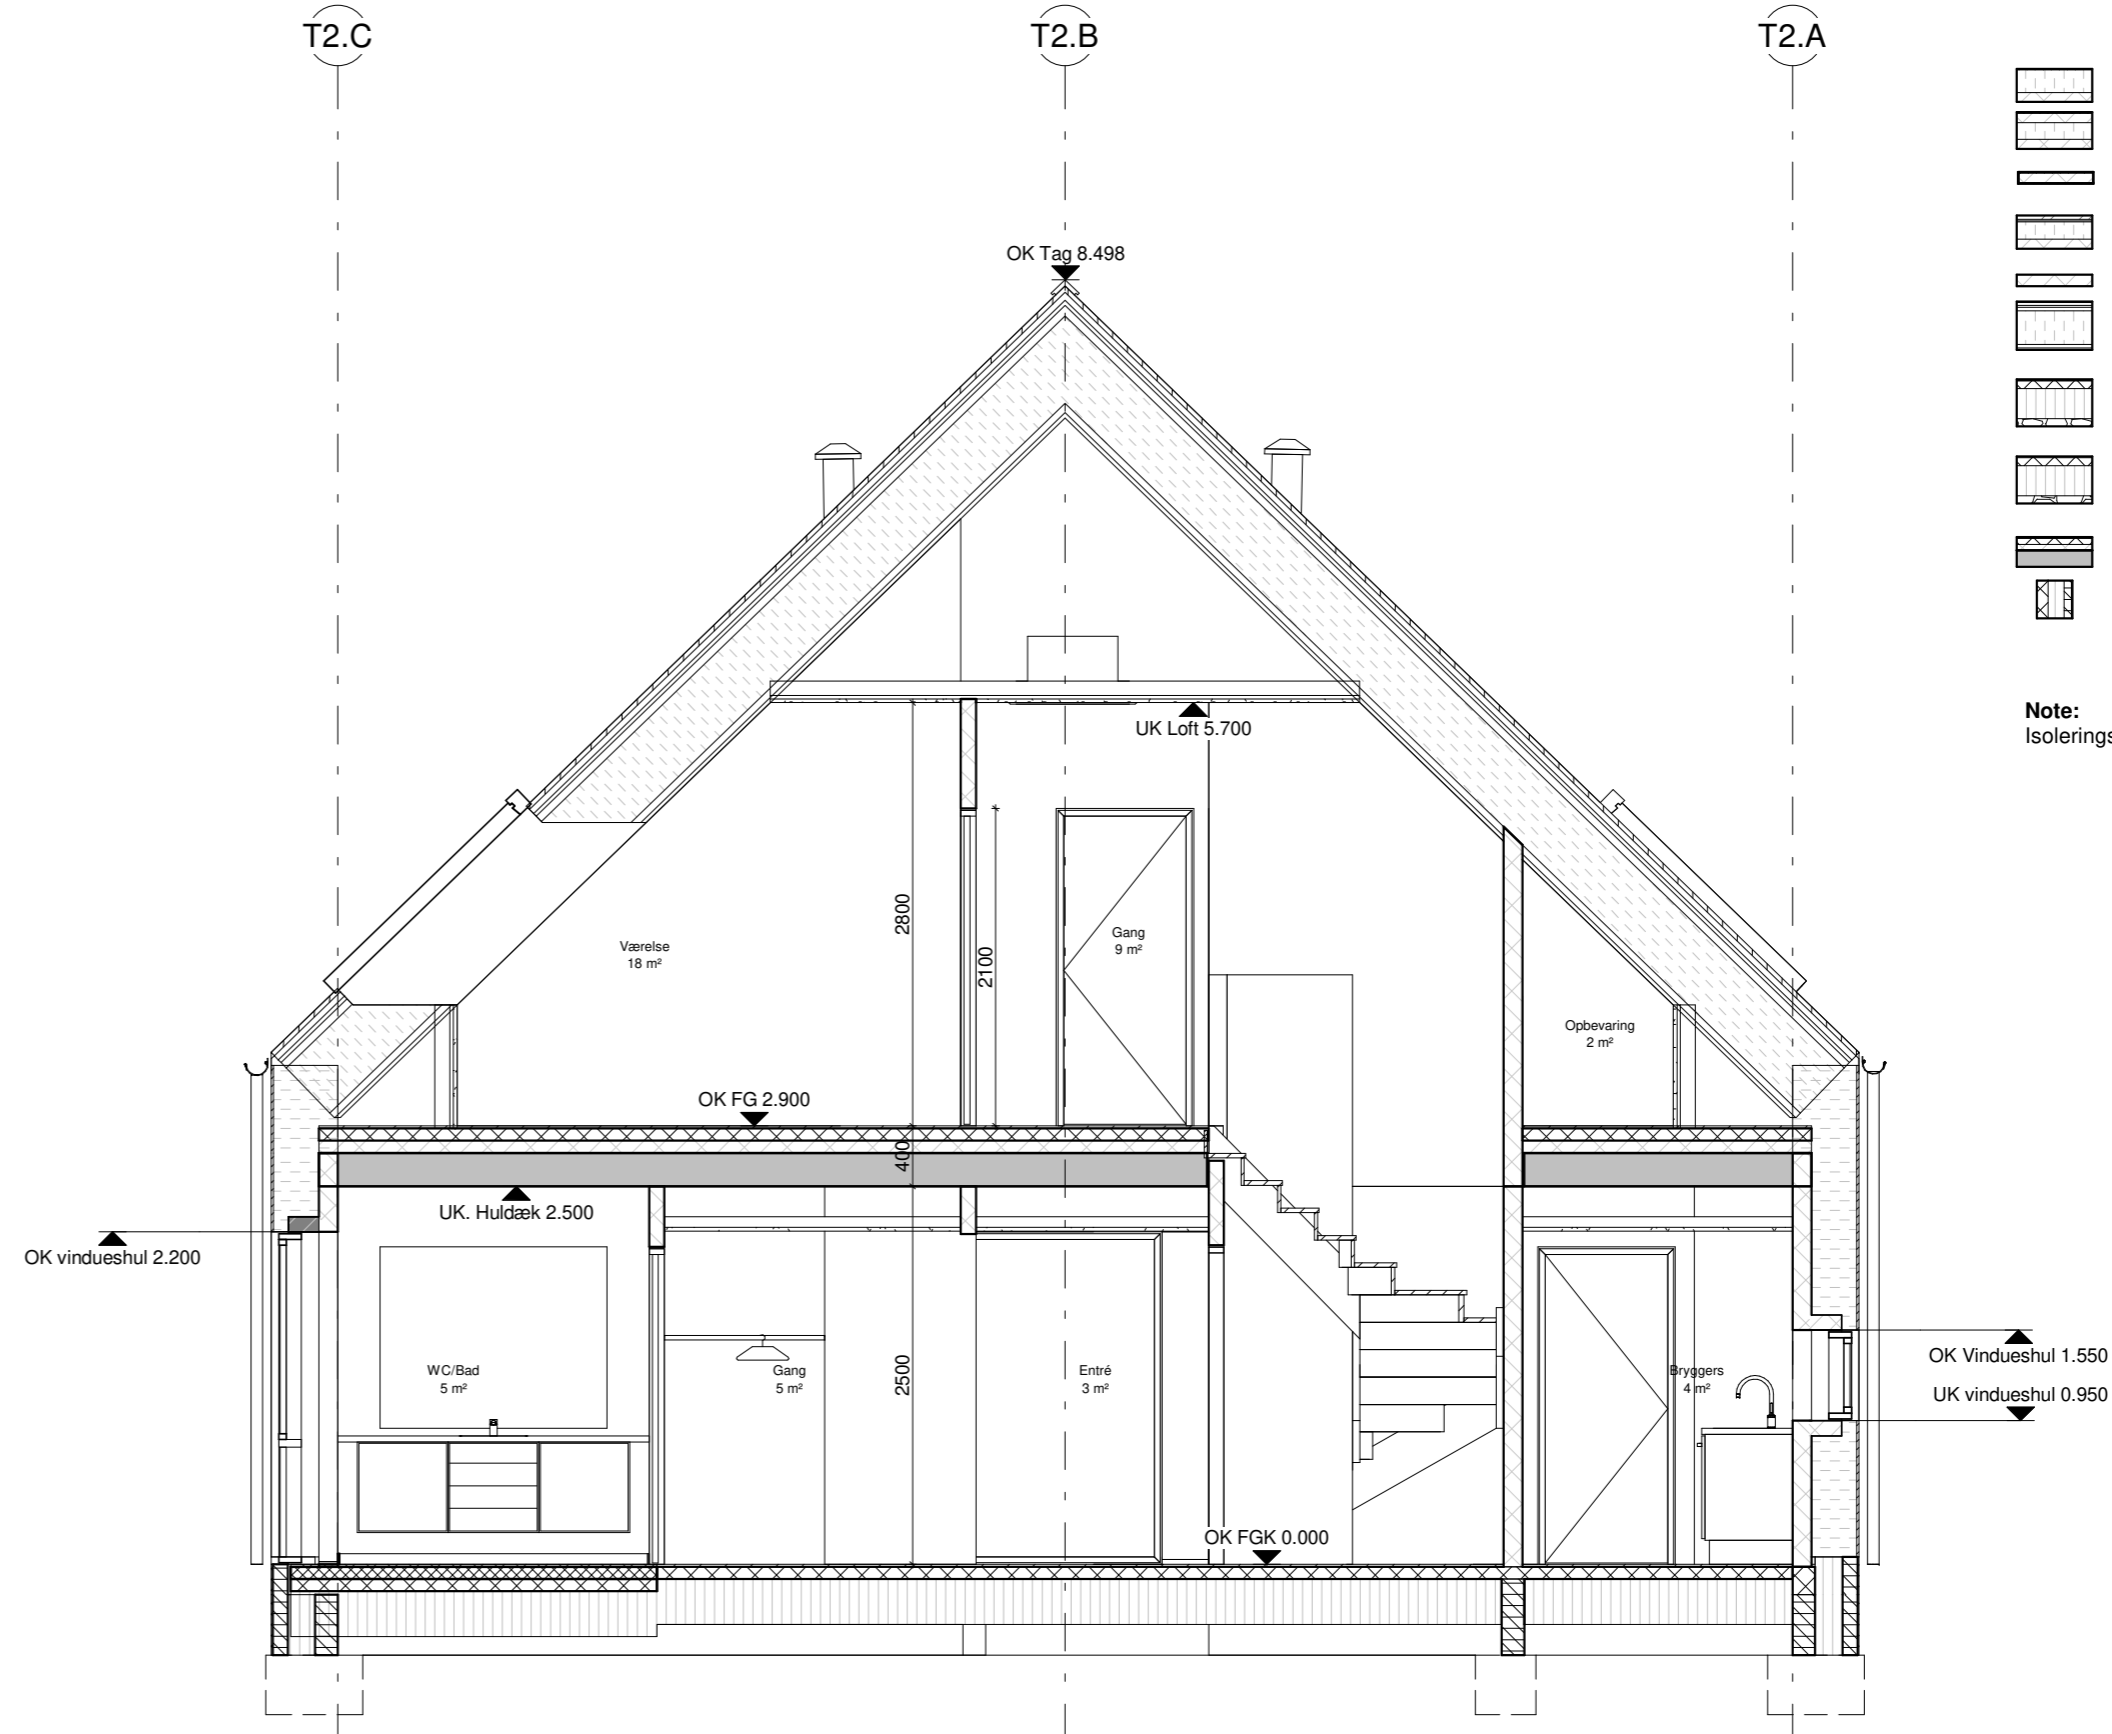 T2.C
T2.B
T2.A
OK Tag 8.498
UK Loft 5.700
Note:
Isolerings
2800
2100
Værelse
18 m²
Gang
9 m²
Opbevaring
2 m²
OK FG 2.900
400
UK. Huldæk 2.500
OK vindueshul 2.200
OK Vindueshul 1.550
UK vindueshul 0.950
WC/Bad
5 m²
Gang
5 m²
2500
Entré
3 m²
Bryggers
4 m²
OK FGK 0.000